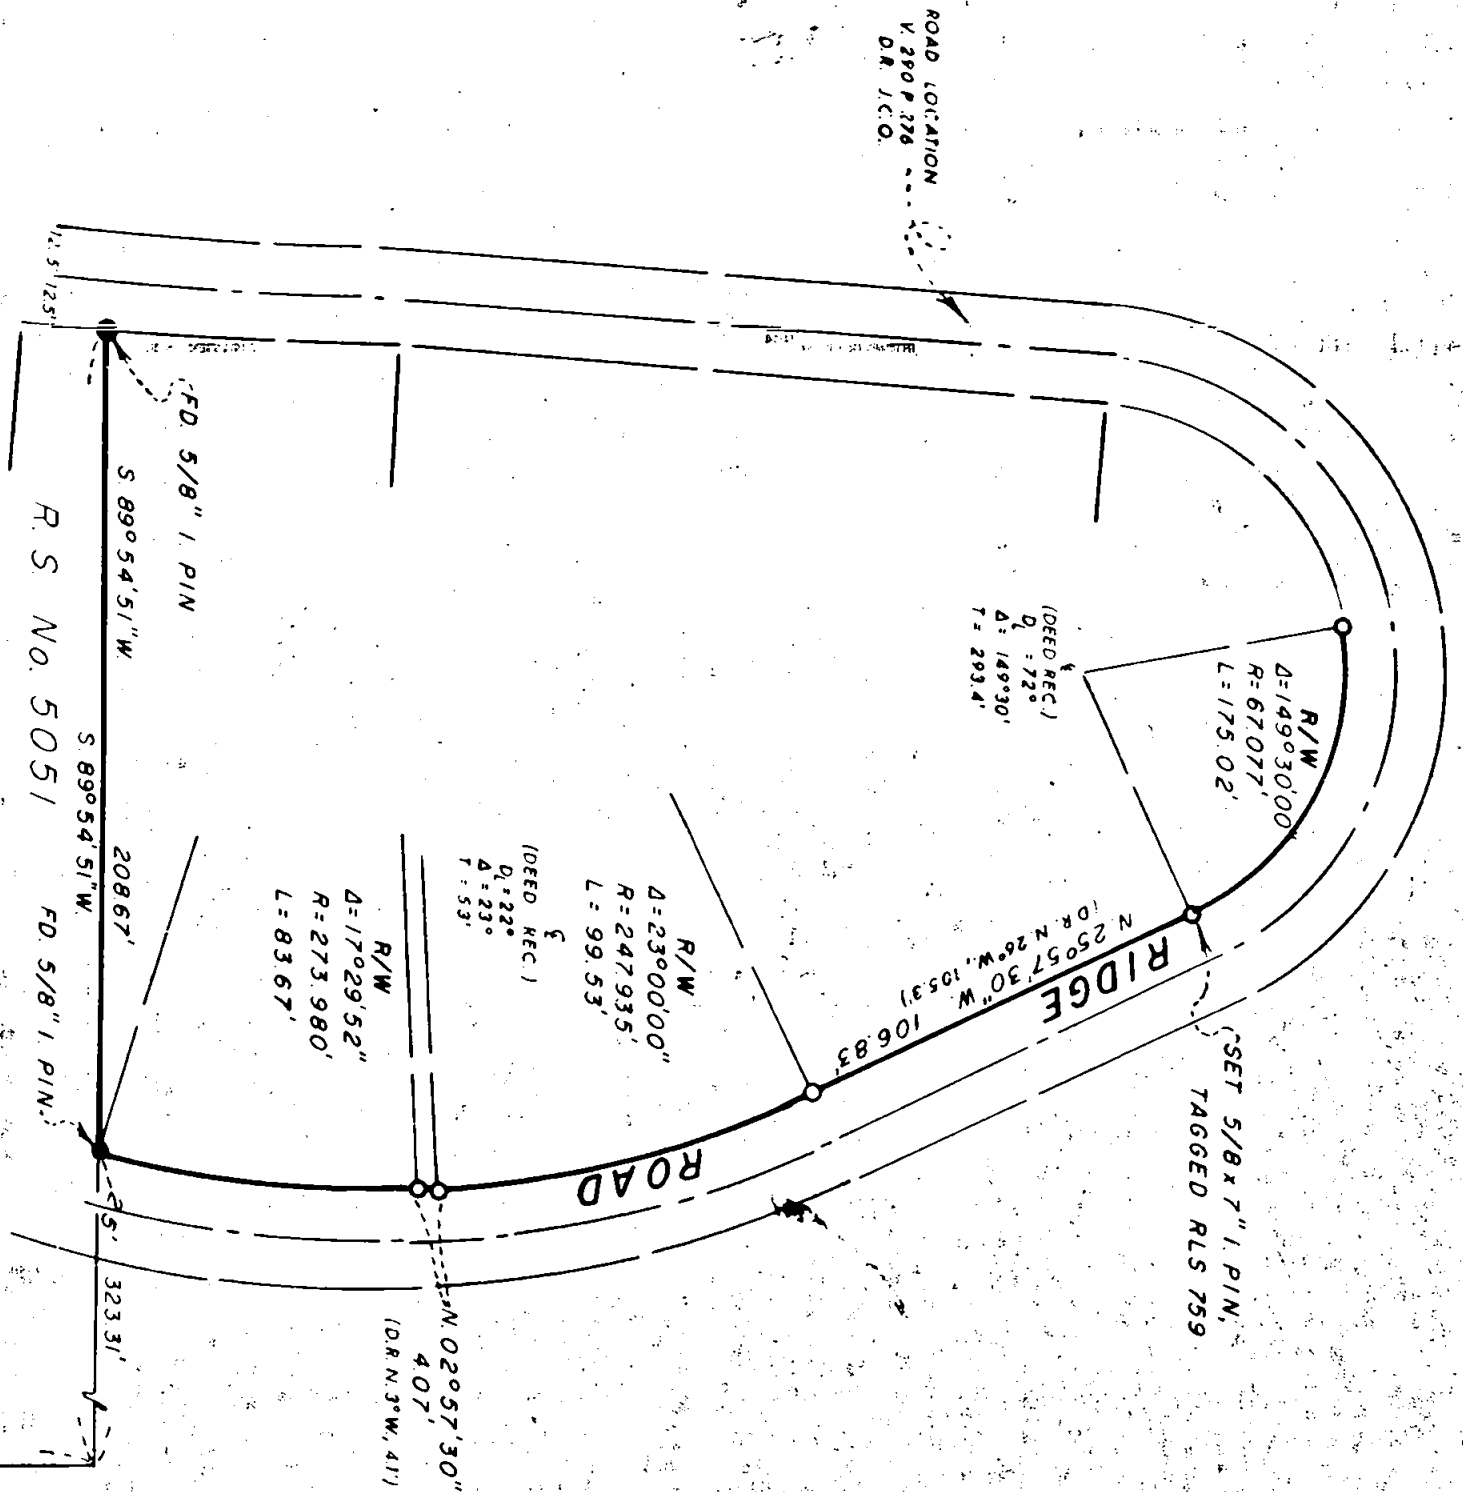 ROAD LOCATION
V. 290 P. 276
D.R. J.C.O.
12.5' 12.5'
FD. 5/8" I. PIN
S. 89°54'51"W.
208.67'
S. 89°54'51"W.
R.S. No. 5051
FD. 5/8" I. PIN.
25'
323.31'
R/W
Δ=149°30'00"
R=67.077'
L=175.02'
(DEED REC.)
℄
D = 72°
Δ = 149°30'
T = 293.4'
SET 5/8 x 7" I. PIN,
TAGGED RLS 759
N. 25°57'30"W. 106.83'
(D.R. N. 26°W., 105.3')
RIDGE
ROAD
R/W
Δ=23°00'00"
R=247.935'
L= 99.53'
℄
(DEED REC.)
D = 22°
Δ = 23°
T = 53'
R/W
Δ=17°29'52"
R=273.980'
L=83.67'
N. 02°57'30"
4.07'
(D.R. N. 3°W., 4.1')